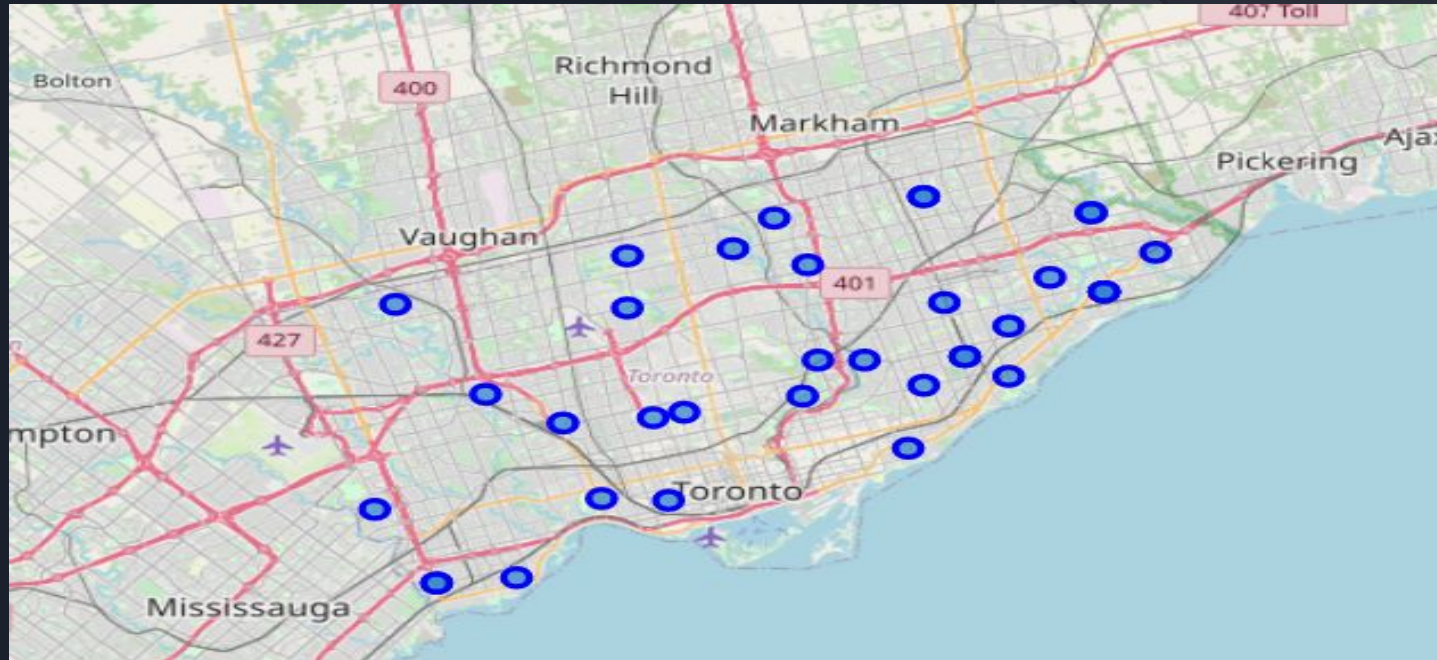 407 Toll
Bolton
Richmond
Hill
400
Markham
Ajax
Pickering
Vaughan
401
427
Toronto
mpton
Toronto
Mississauga